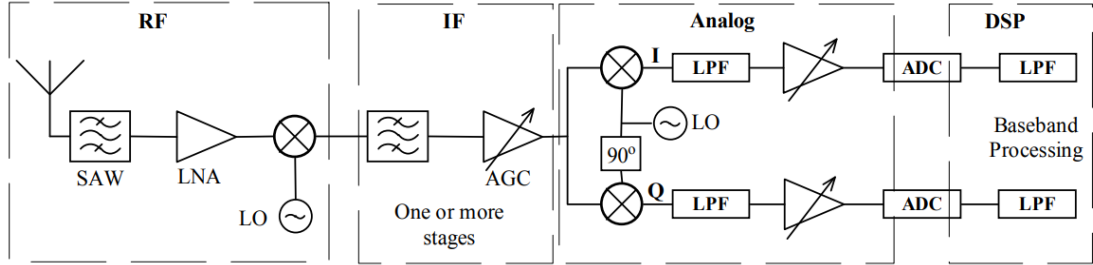 RF
IF
Analog
DSP
I
LPF
ADC
LPF
LO
SAW
LNA
AGC
90º
Baseband
Processing
LO
One or more
stages
Q
LPF
ADC
LPF